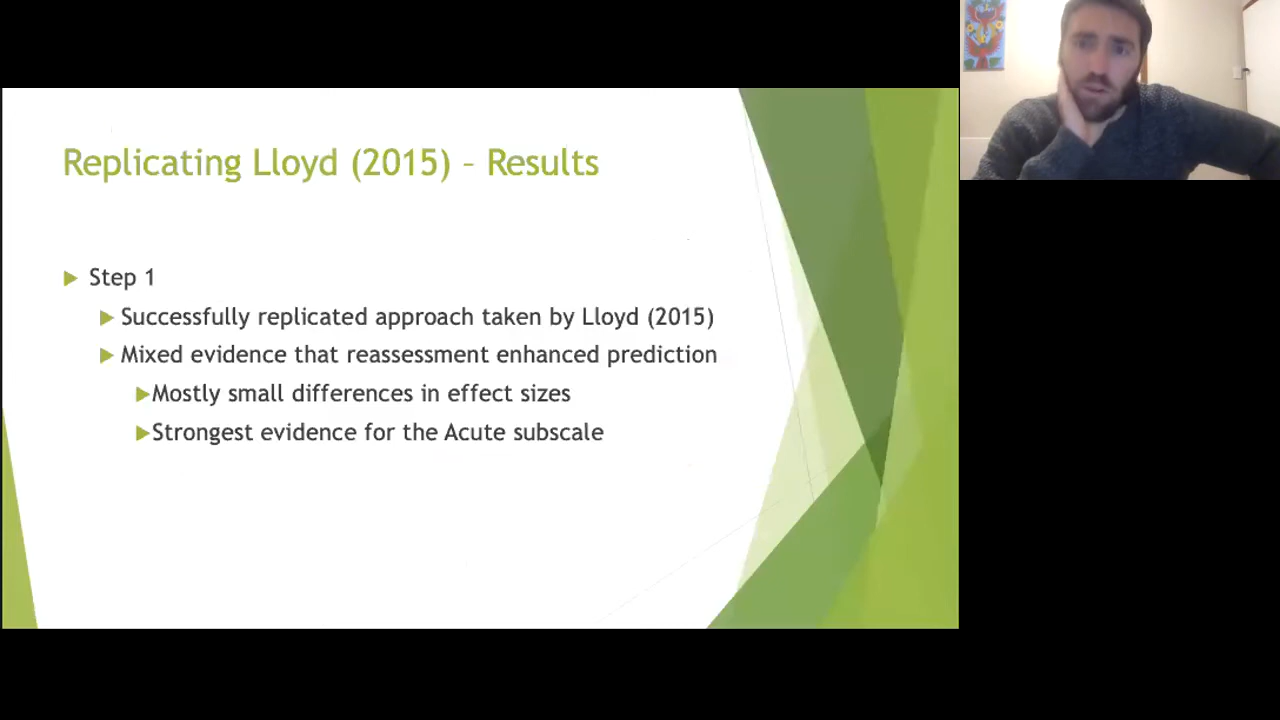 Replicating Lloyd (2015) – Results
Step 1
Successfully replicated approach taken by Lloyd (2015)
Mixed evidence that reassessment enhanced prediction
Mostly small differences in effect sizes
Strongest evidence for the Acute subscale